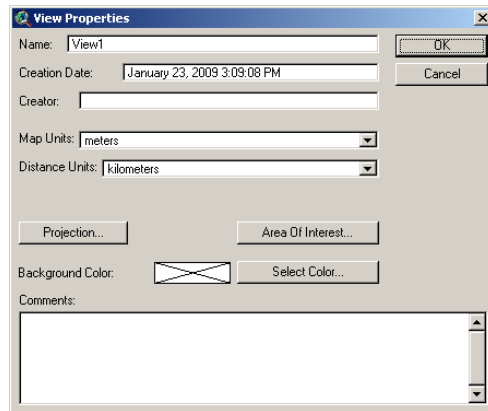 View Properties
Name: View1
OK
Creation Date: January 23, 2009 3:09:08 PM
Cancel
Creator:
Map Units: meters
Distance Units: kilometers
Projection...
Area Of Interest...
Background Color:
Select Color...
Comments: